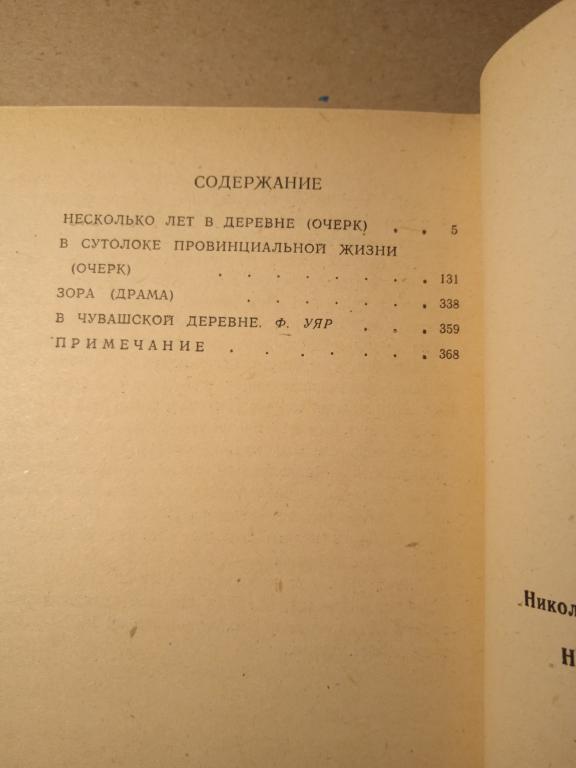 СОДЕРЖАНИЕ
НЕСКОЛЬКО ЛЕТ В ДЕРЕВНЕ (ОЧЕРК) . . 5
В СУТОЛОКЕ ПРОВИНЦИАЛЬНОЙ ЖИЗНИ
(ОЧЕРК) . . . . . . . . 131
ЗОРА (ДРАМА) . . . . . . . 338
В ЧУВАШСКОЙ ДЕРЕВНЕ. Ф. УЯР . . . 359
ПРИМЕЧАНИЕ . . . . . . . 368
Никол
Н